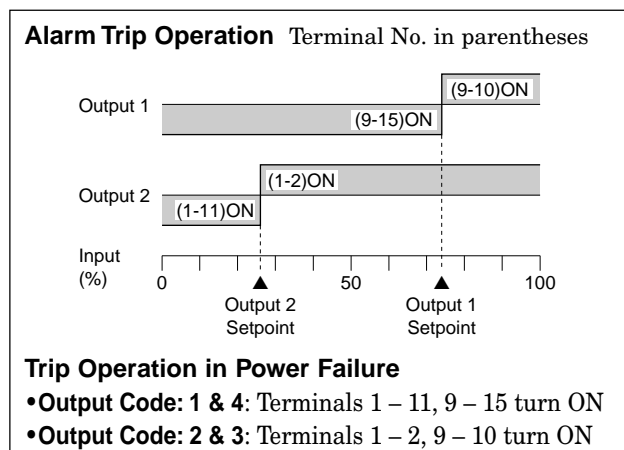 Alarm Trip Operation Terminal No. in parentheses
(9-10)ON
Output 1
(9-15)ON
(1-2)ON
Output 2
(1-11)ON
Input
(%)
0 50 100
▲ ▲
Output 2 Output 1
Setpoint Setpoint
Trip Operation in Power Failure
•Output Code: 1 & 4: Terminals 1 – 11, 9 – 15 turn ON
•Output Code: 2 & 3: Terminals 1 – 2, 9 – 10 turn ON